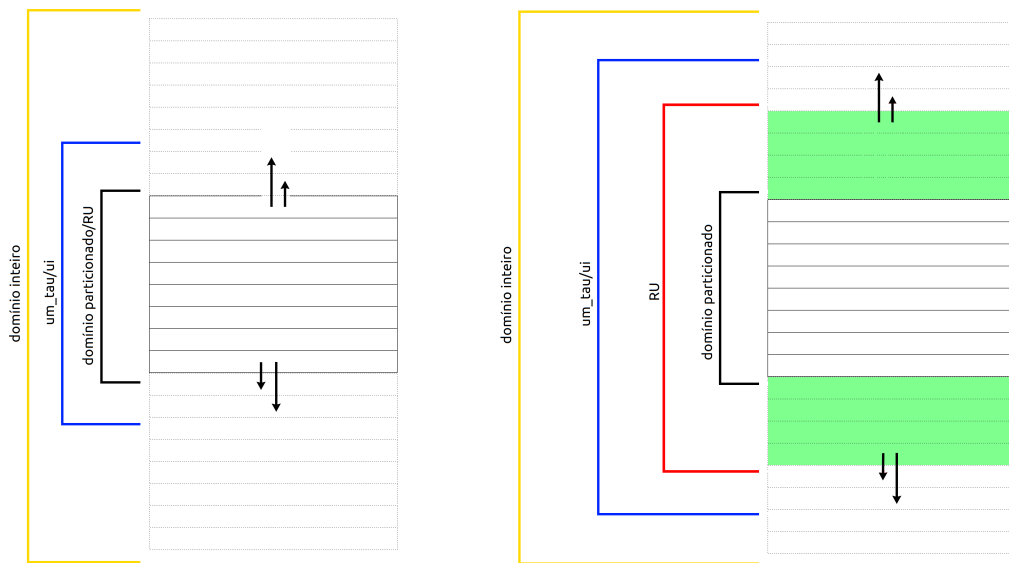 domínio inteiro
um_tau/ui
domínio particionado/RU
domínio inteiro
um_tau/ui
RU
domínio particionado